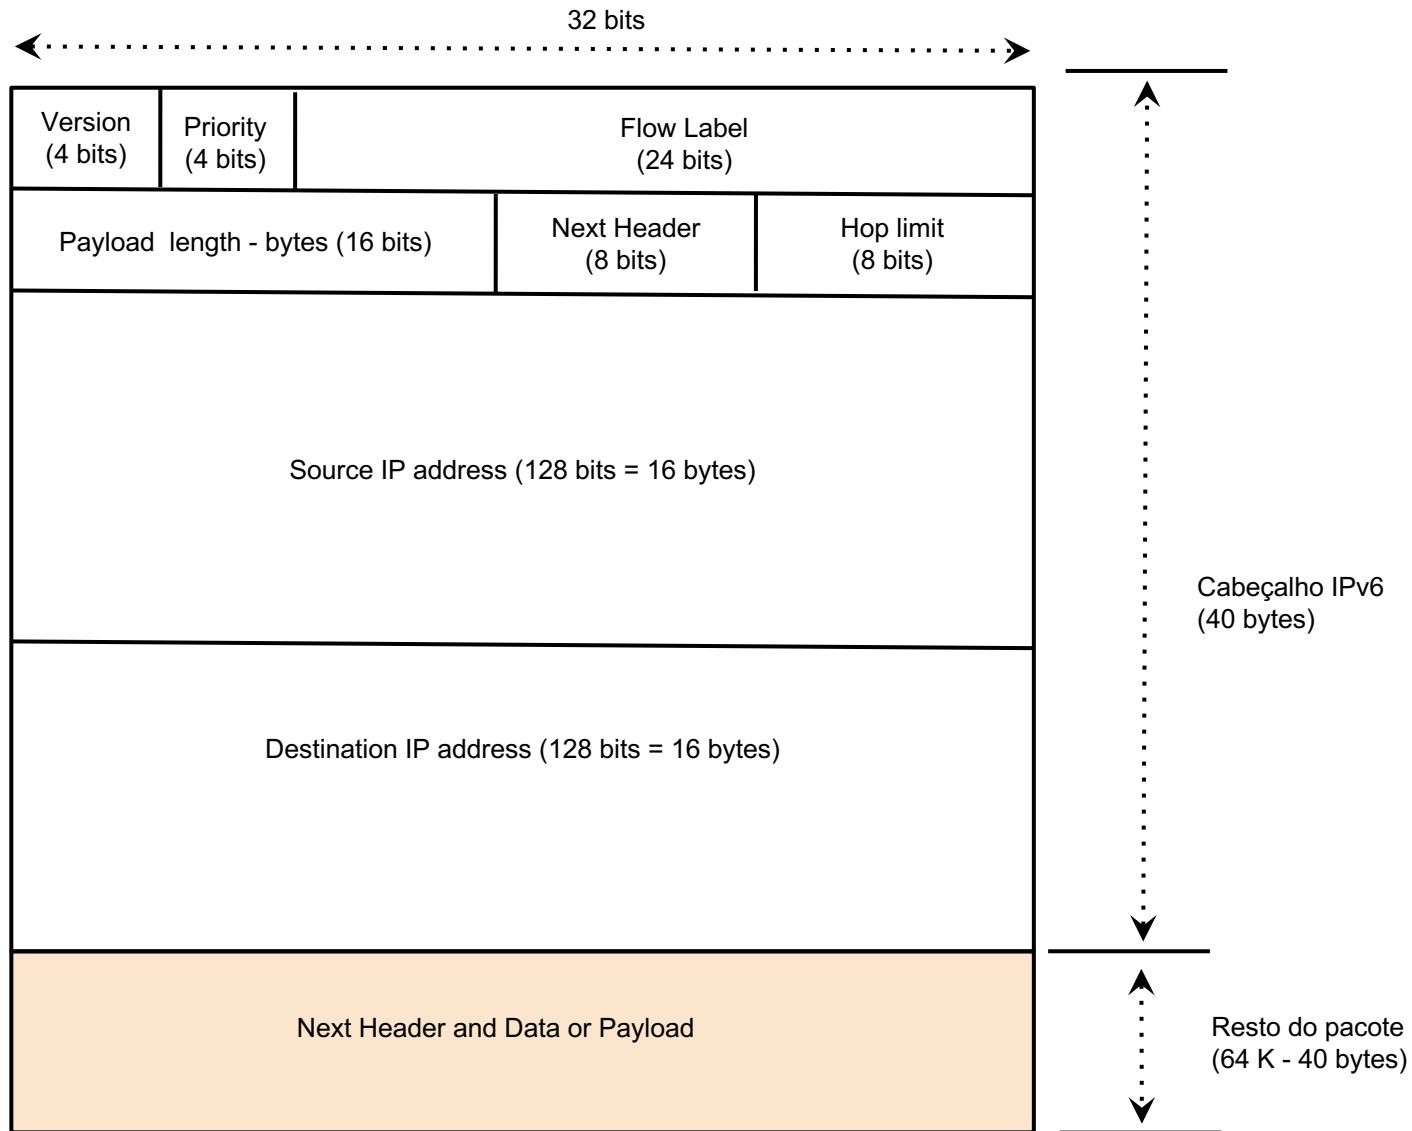 32 bits
Version
(4 bits)
Priority
(4 bits)
Flow Label
(24 bits)
Payload  length - bytes (16 bits)
Next Header
(8 bits)
Hop limit
(8 bits)
Source IP address (128 bits = 16 bytes)
Destination IP address (128 bits = 16 bytes)
Cabeçalho IPv6
(40 bytes)
Next Header and Data or Payload
Resto do pacote
(64 K - 40 bytes)